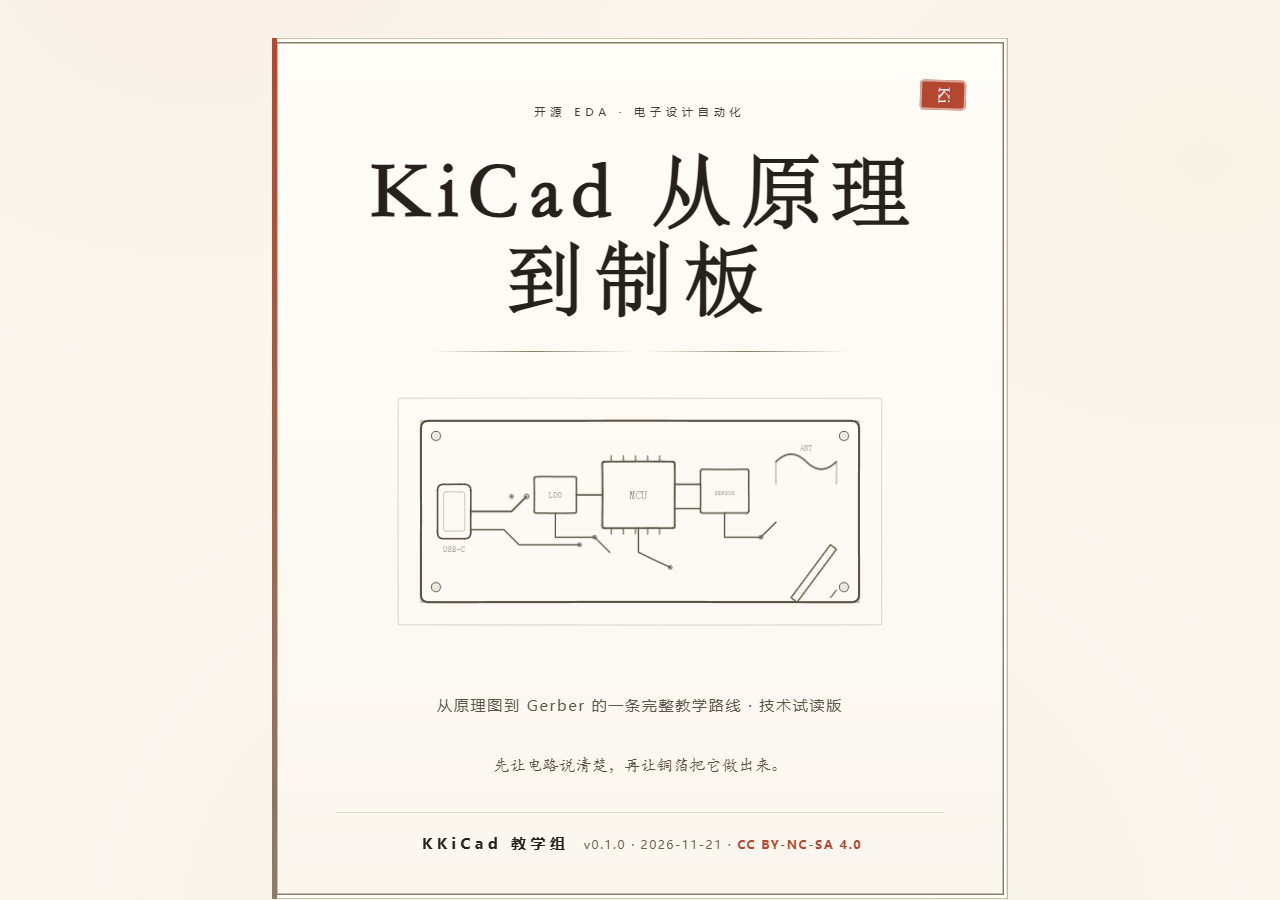 Ki
开源 EDA · 电子设计自动化
KiCad 从原理
到制板
ANT
LDO
MCU
SENSOR
USB-C
从原理图到 Gerber 的一条完整教学路线 · 技术试读版
先让电路说清楚，再让铜箔把它做出来。
KKiCad 教学组 v0.1.0 · 2026-11-21 · CC BY-NC-SA 4.0